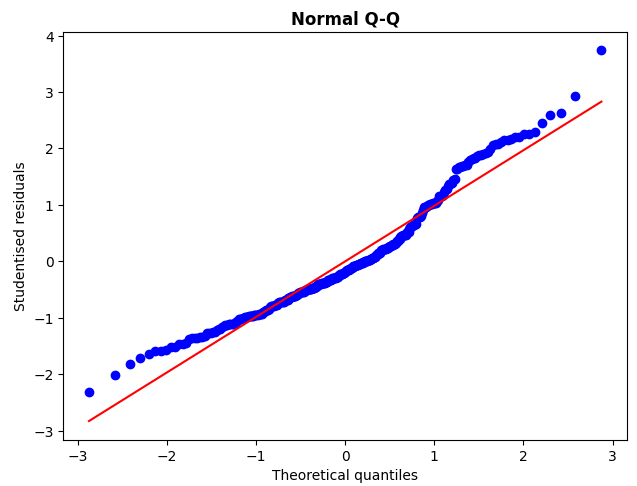 Normal Q-Q
4
3
2
1
0
−1
−2
−3
Studentised residuals
−3 −2 −1 0 1 2 3
Theoretical quantiles